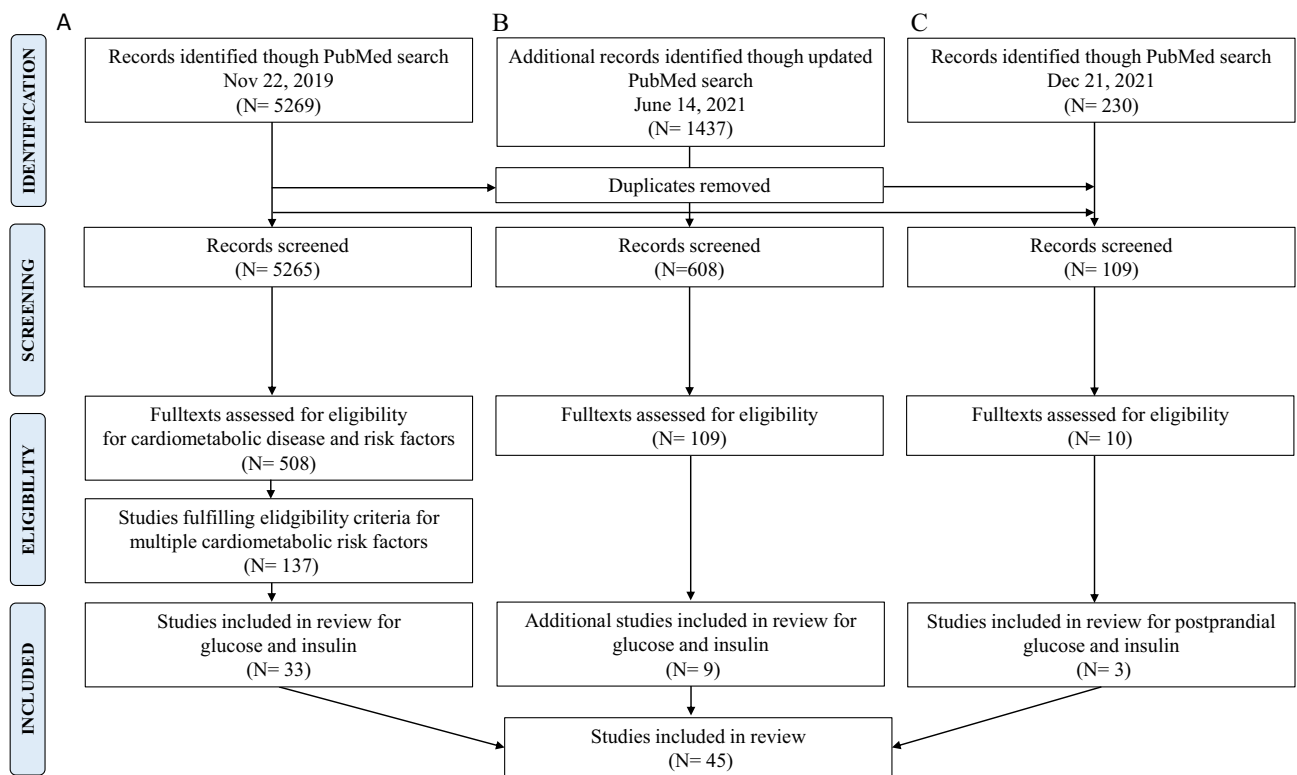 A
B
C
IDENTIFICATION
Records identified though PubMed search
Nov 22, 2019
(N= 5269)
Additional records identified though updated
PubMed search
June 14, 2021
(N= 1437)
Records identified though PubMed search
Dec 21, 2021
(N= 230)
Duplicates removed
SCREENING
Records screened
(N= 5265)
Records screened
(N=608)
Records screened
(N= 109)
ELIGIBILITY
Fulltexts assessed for eligibility
for cardiometabolic disease and risk factors
(N= 508)
Fulltexts assessed for eligibility
(N= 109)
Fulltexts assessed for eligibility
(N= 10)
Studies fulfilling elidgibility criteria for
multiple cardiometabolic risk factors
(N= 137)
INCLUDED
Studies included in review for
glucose and insulin
(N= 33)
Additional studies included in review for
glucose and insulin
(N= 9)
Studies included in review for postprandial
glucose and insulin
(N= 3)
Studies included in review
(N= 45)